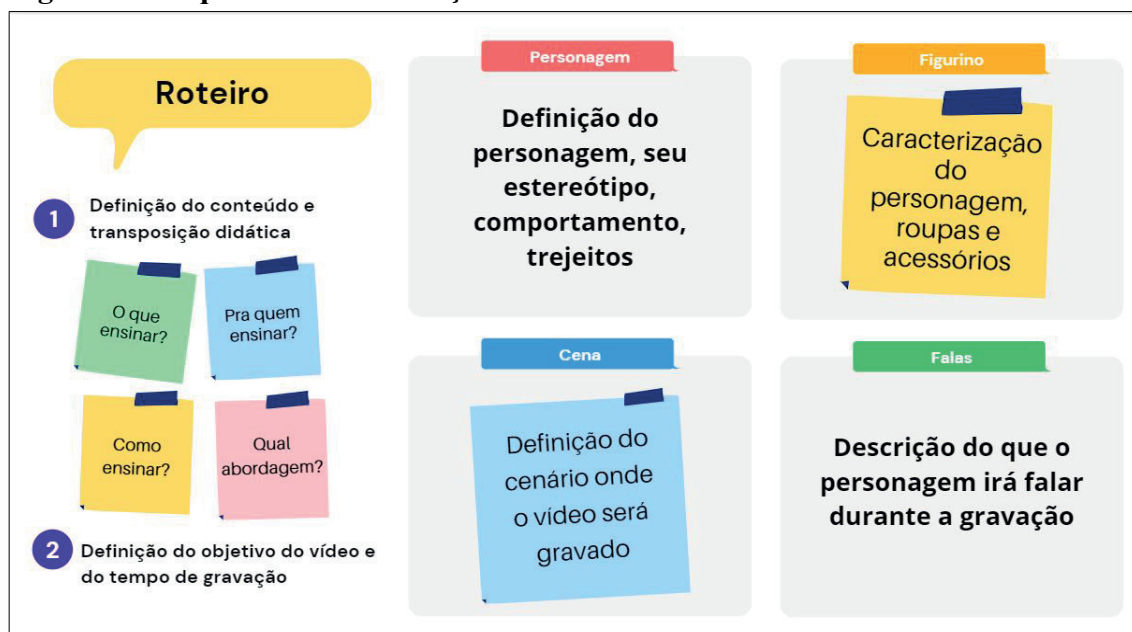 Roteiro
1
Definição do conteúdo e
transposição didática
O que
ensinar?
Pra quem
ensinar?
Como
ensinar?
Qual
abordagem?
2
Definição do objetivo do vídeo e
do tempo de gravação
Personagem
Definição do
personagem, seu
estereótipo,
comportamento,
trejeitos
Figurino
Caracterização
do
personagem,
roupas e
acessórios
Cena
Definição do
cenário onde
o vídeo será
gravado
Falas
Descrição do que o
personagem irá falar
durante a gravação